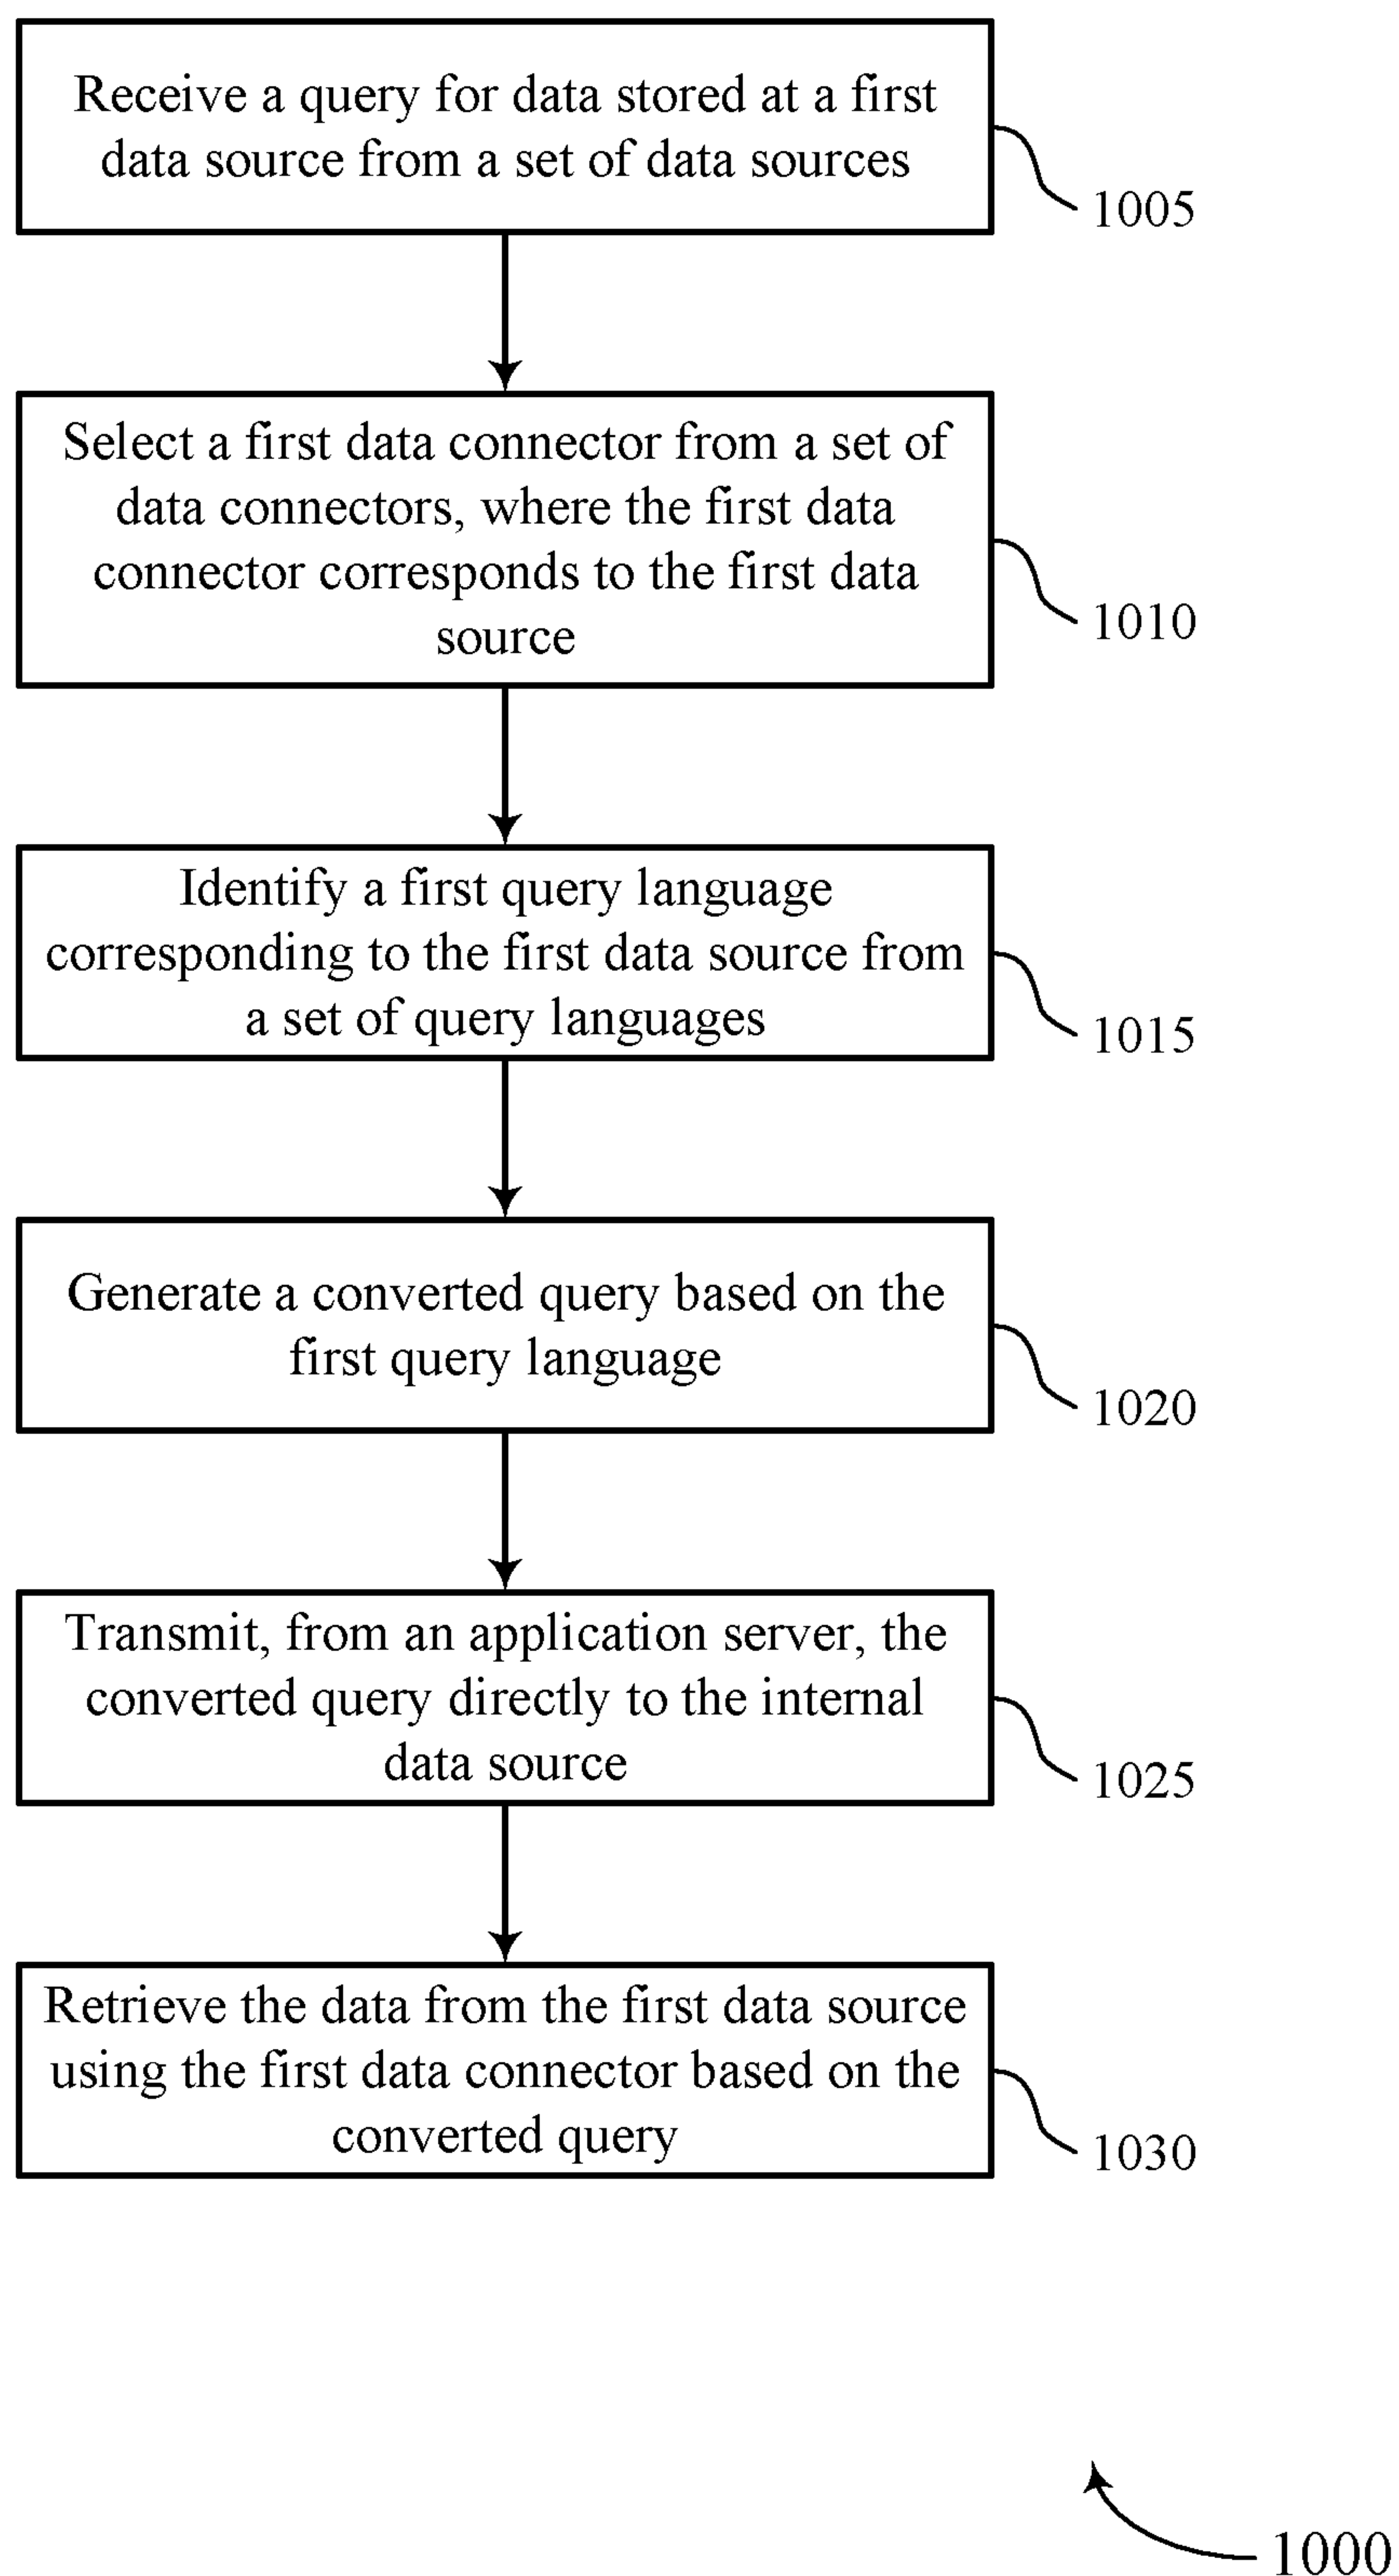 Receive a query for data stored at a first
data source from a set of data sources
1005
Select a first data connector from a set of
data connectors, where the first data
connector corresponds to the first data
source
1010
Identify a first query language
corresponding to the first data source from
a set of query languages
1015
Generate a converted query based on the
first query language
1020
Transmit, from an application server, the
converted query directly to the internal
data source
1025
Retrieve the data from the first data source
using the first data connector based on the
converted query
1030
1000